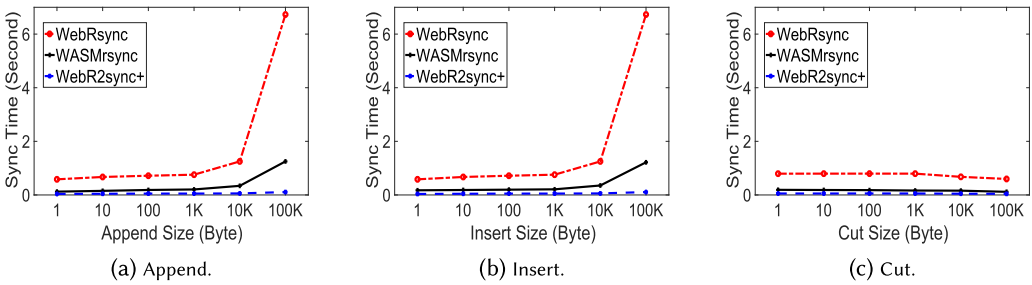 Sync Time (Second)
6
4
2
0
WebRsync
WASMrsync
WebR2sync+
1 10 100 1K 10K 100K
Append Size (Byte)
(a) Append.
Sync Time (Second)
6
4
2
0
WebRsync
WASMrsync
WebR2sync+
1 10 100 1K 10K 100K
Insert Size (Byte)
(b) Insert.
Sync Time (Second)
6
4
2
0
WebRsync
WASMrsync
WebR2sync+
1 10 100 1K 10K 100K
Cut Size (Byte)
(c) Cut.